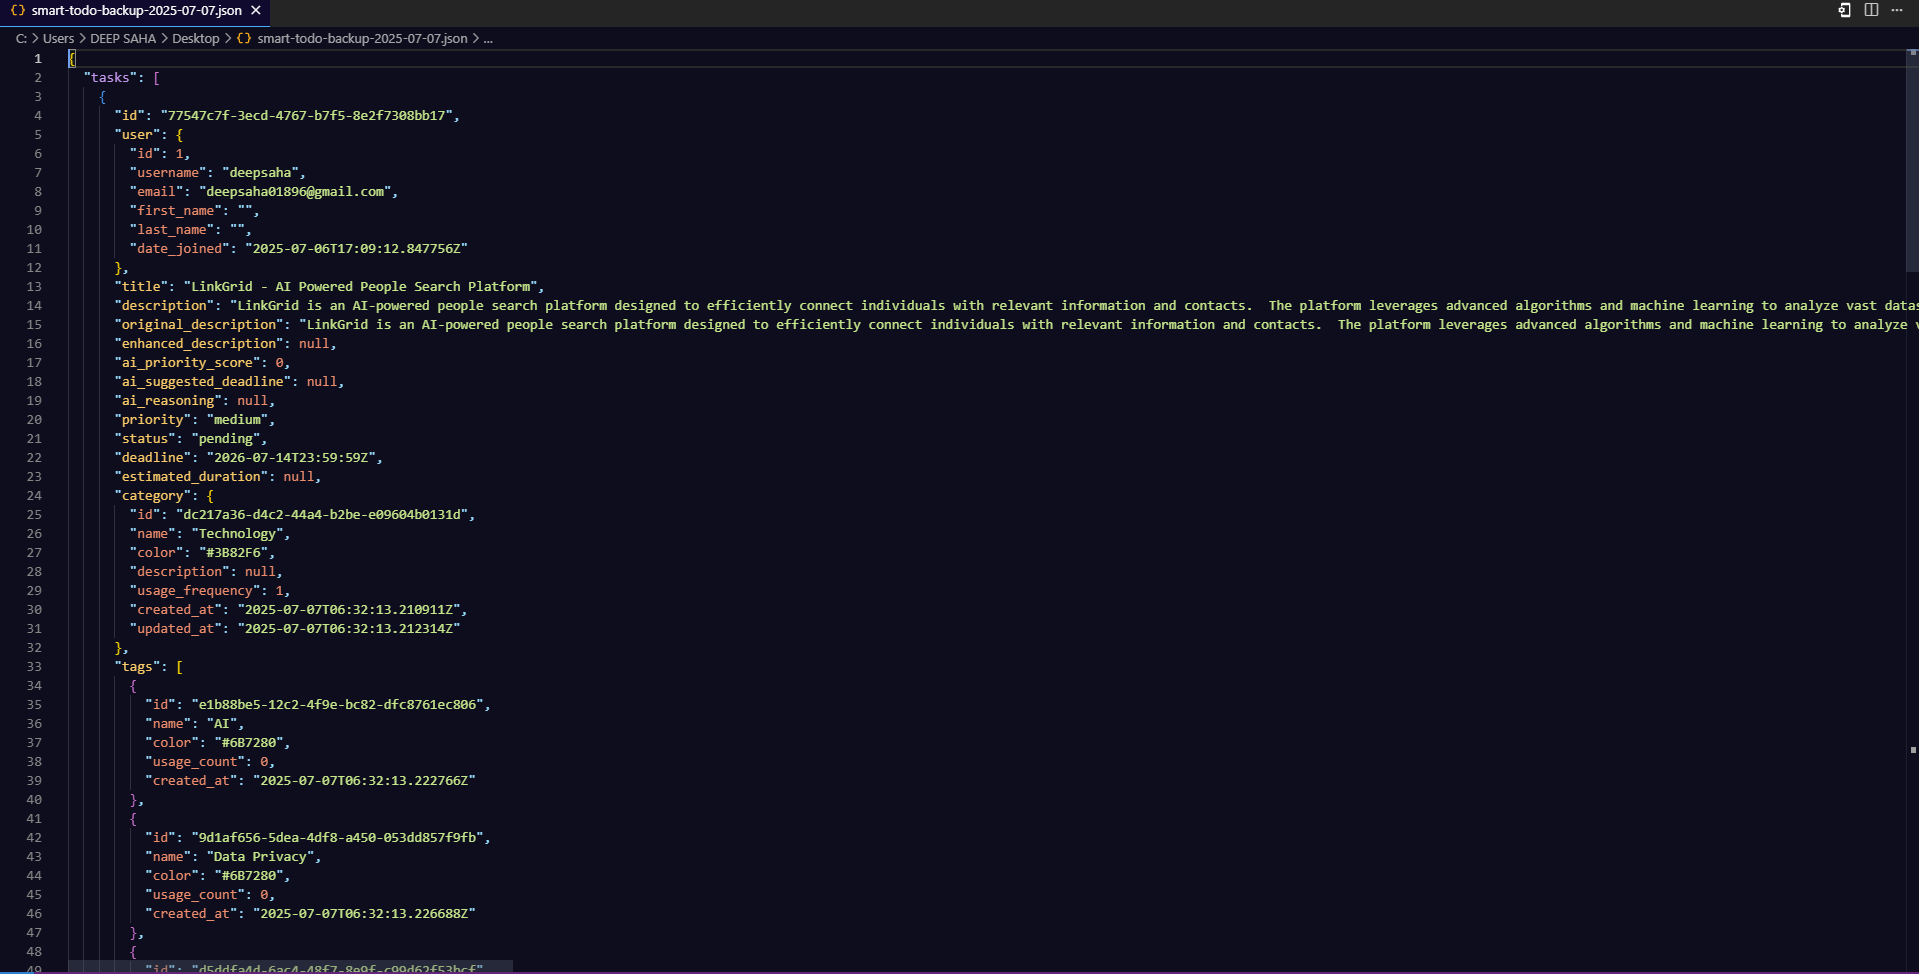 {} smart-todo-backup-2025-07-07.json ×
C: > Users > DEEP SAHA > Desktop > {} smart-todo-backup-2025-07-07.json > ...
1 {
2 "tasks": [
3 {
4 "id": "77547c7f-3ecd-4767-b7f5-8e2f7308bb17",
5 "user": {
6 "id": 1,
7 "username": "deepsaha",
8 "email": "deepsaha01896@gmail.com",
9 "first_name": "",
10 "last_name": "",
11 "date_joined": "2025-07-06T17:09:12.847756Z"
12 },
13 "title": "LinkGrid - AI Powered People Search Platform",
14 "description": "LinkGrid is an AI-powered people search platform designed to efficiently connect individuals with relevant information and contacts.  The platform leverages advanced algorithms and machine learning to analyze vast datas
15 "original_description": "LinkGrid is an AI-powered people search platform designed to efficiently connect individuals with relevant information and contacts.  The platform leverages advanced algorithms and machine learning to analyze v
16 "enhanced_description": null,
17 "ai_priority_score": 0,
18 "ai_suggested_deadline": null,
19 "ai_reasoning": null,
20 "priority": "medium",
21 "status": "pending",
22 "deadline": "2026-07-14T23:59:59Z",
23 "estimated_duration": null,
24 "category": {
25 "id": "dc217a36-d4c2-44a4-b2be-e09604b0131d",
26 "name": "Technology",
27 "color": "#3B82F6",
28 "description": null,
29 "usage_frequency": 1,
30 "created_at": "2025-07-07T06:32:13.210911Z",
31 "updated_at": "2025-07-07T06:32:13.212314Z"
32 },
33 "tags": [
34 {
35 "id": "e1b88be5-12c2-4f9e-bc82-dfc8761ec806",
36 "name": "AI",
37 "color": "#6B7280",
38 "usage_count": 0,
39 "created_at": "2025-07-07T06:32:13.222766Z"
40 },
41 {
42 "id": "9d1af656-5dea-4df8-a450-053dd857f9fb",
43 "name": "Data Privacy",
44 "color": "#6B7280",
45 "usage_count": 0,
46 "created_at": "2025-07-07T06:32:13.226688Z"
47 },
48 {
49 "id": "d5ddfa4d-6ac4-48f7-8e9f-c99d62f53bcf"